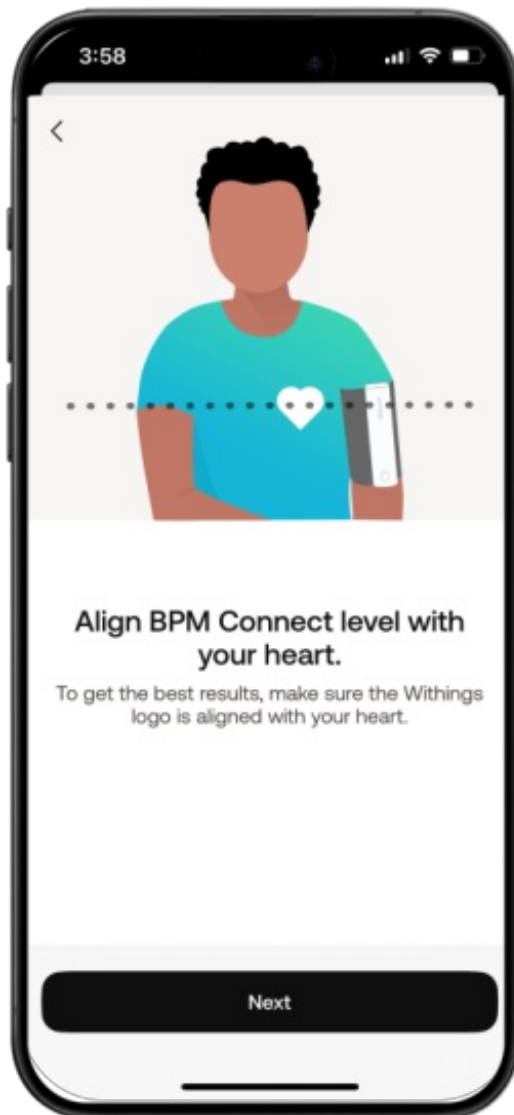 3:58
Align BPM Connect level with
your heart.
To get the best results, make sure the Withings
logo is aligned with your heart.
Next